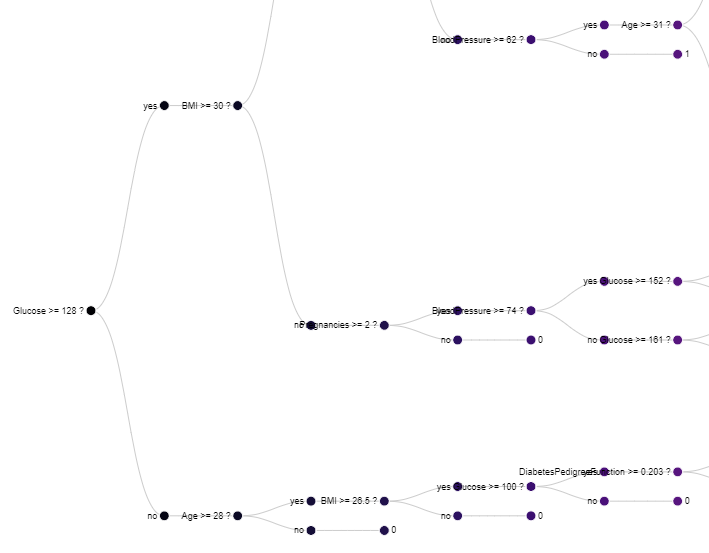 yes Age >= 31 ?
no BloodPressure >= 62 ?
no 1
yes BMI >= 30 ?
yes Glucose >= 152 ?
Glucose >= 128 ? yes BloodPressure >= 74 ?
no Pregnancies >= 2 ?
no 0 no Glucose >= 161 ?
yes DiabetesPedigreeFunction >= 0.203 ?
yes Glucose >= 100 ?
yes BMI >= 26.5 ? no 0
no Age >= 28 ? no 0
no 0